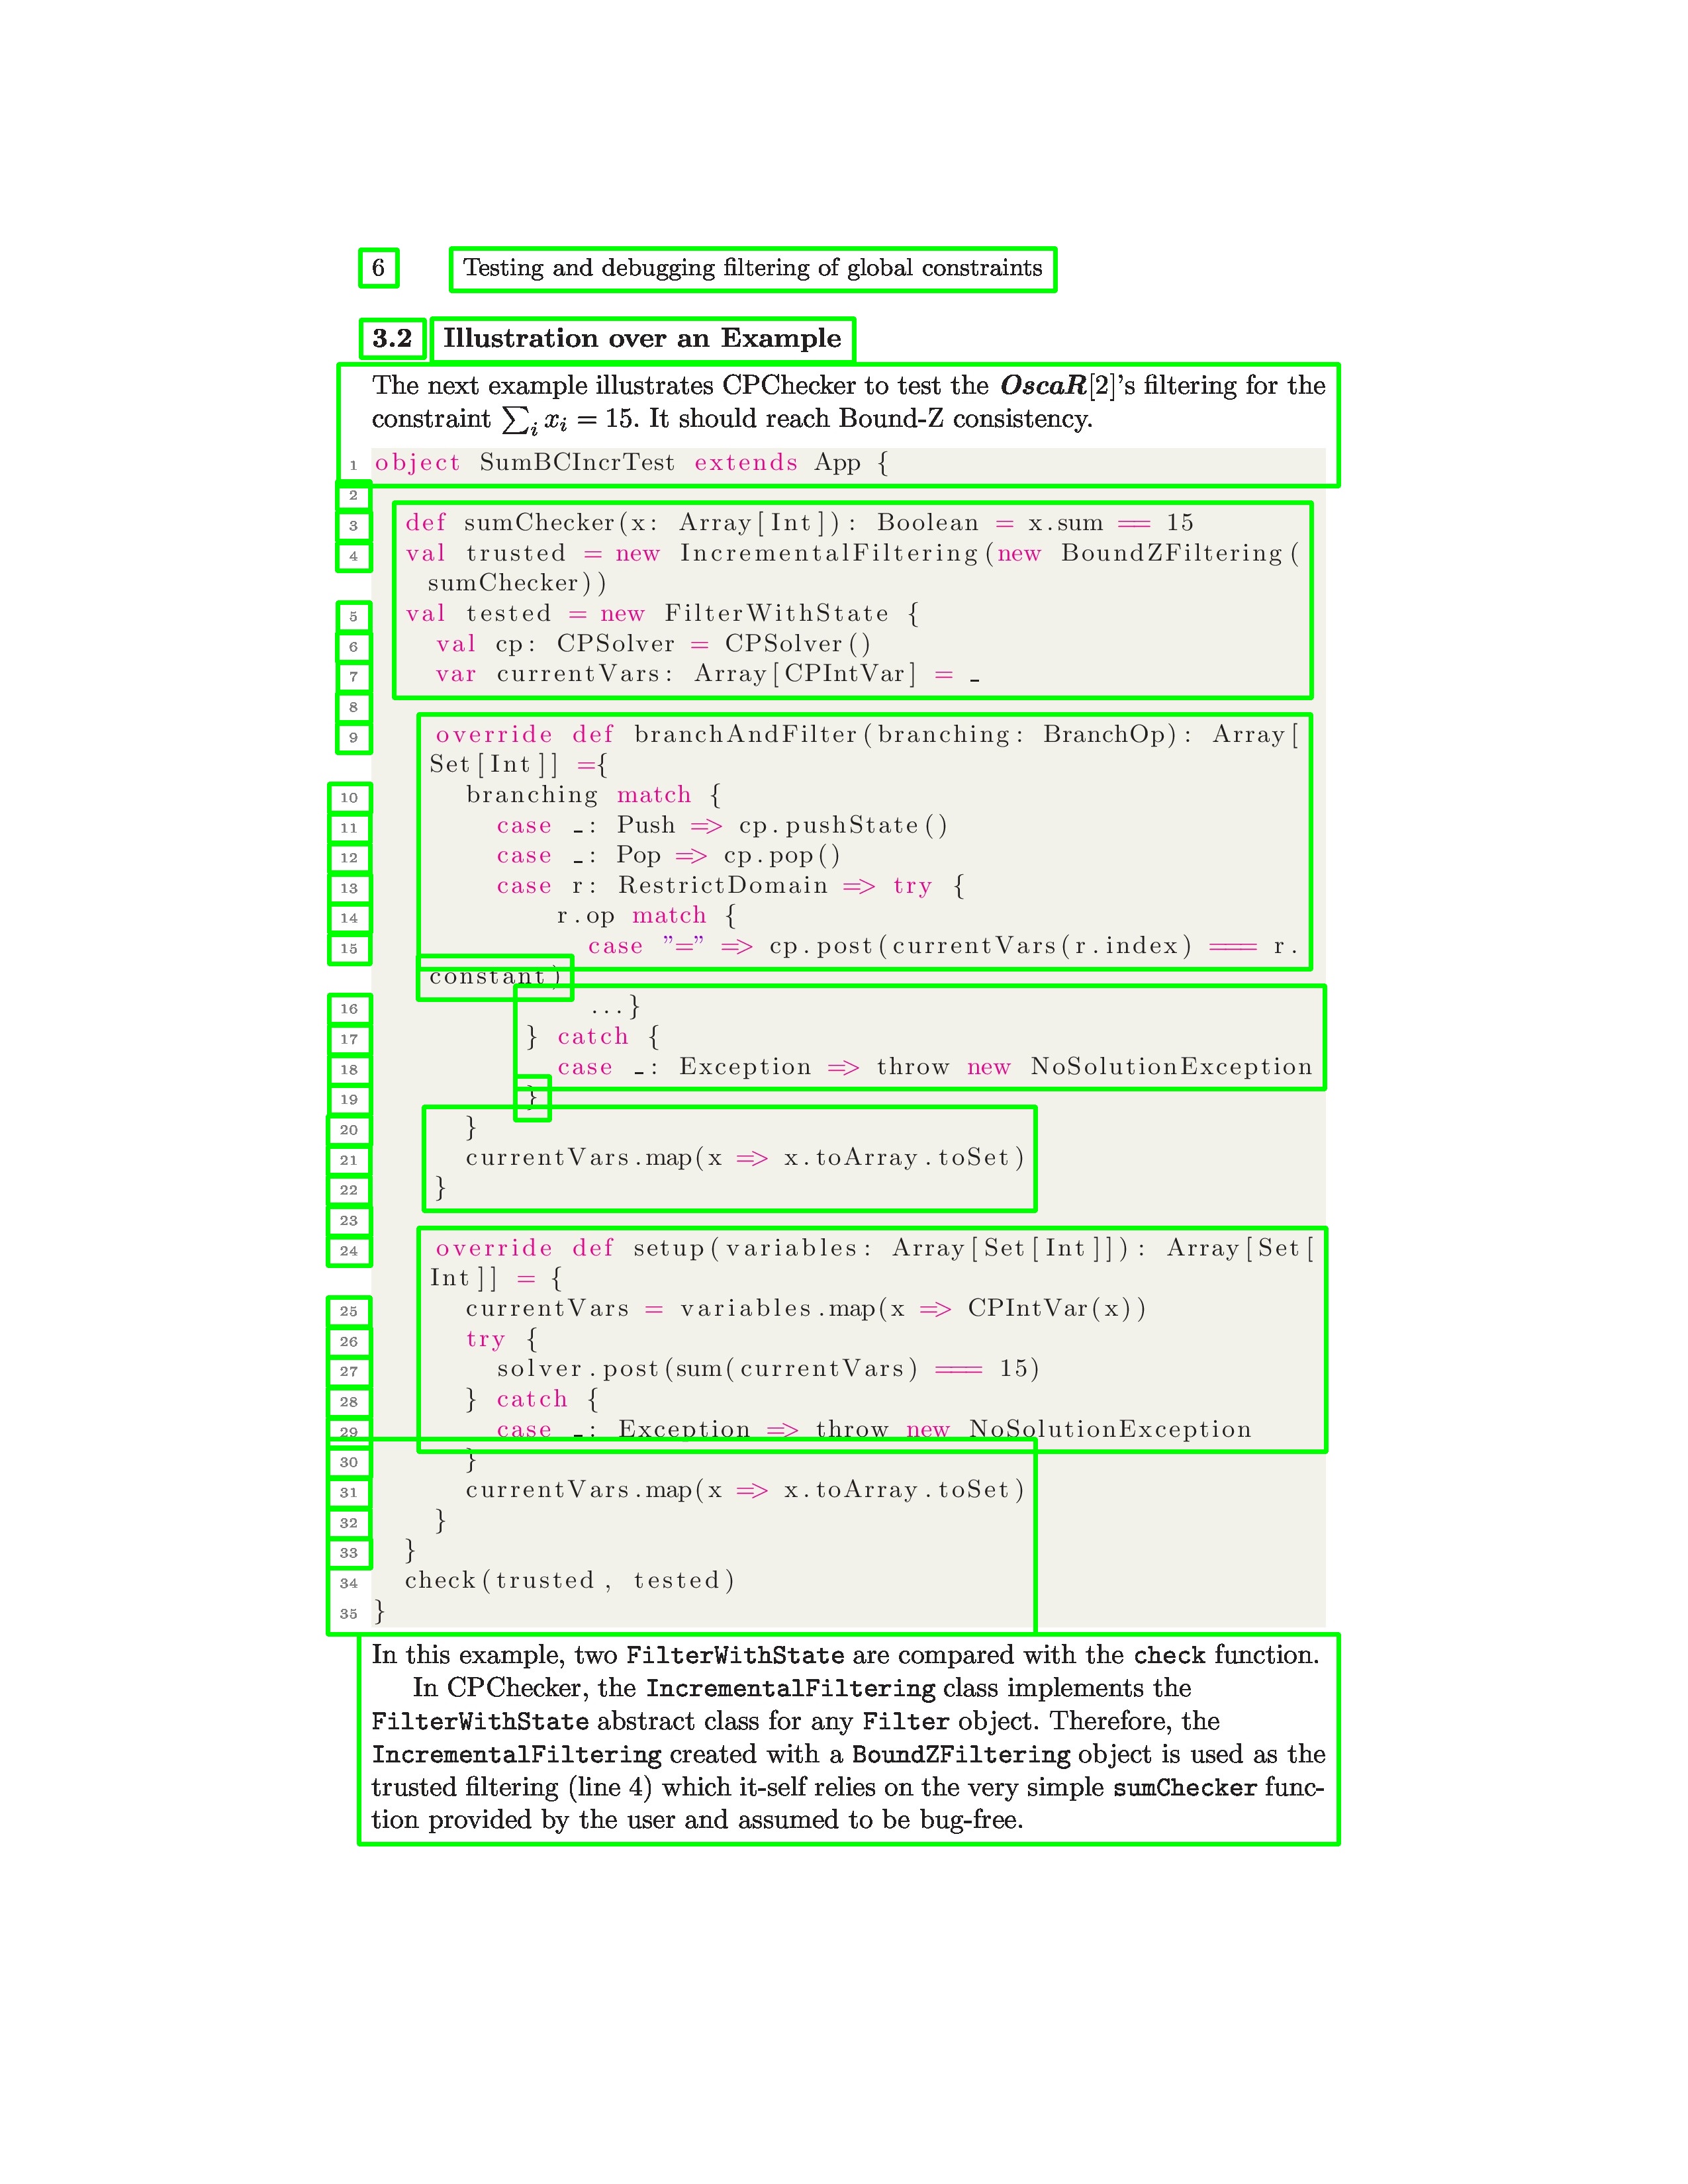 6 Testing and debugging filtering of global constraints
3.2 Illustration over an Example
The next example illustrates CPChecker to test the OscaR[2]'s filtering for the
constraint ∑i xi = 15. It should reach Bound-Z consistency.
1 object SumBCIncrTest extends App {
2
3 def sumChecker(x: Array[Int]): Boolean = x.sum == 15
4 val trusted = new IncrementalFiltering(new BoundZFiltering(
sumChecker))
5 val tested = new FilterWithState {
6 val cp: CPSolver = CPSolver()
7 var currentVars: Array[CPIntVar] = _
8
9 override def branchAndFilter(branching: BranchOp): Array[
Set[Int]] ={
10 branching match {
11 case _: Push => cp.pushState()
12 case _: Pop => cp.pop()
13 case r: RestrictDomain => try {
14 r.op match {
15 case "=" => cp.post(currentVars(r.index) === r.
constant)
16 ...}
17 } catch {
18 case _: Exception => throw new NoSolutionException
19 }
20 }
21 currentVars.map(x => x.toArray.toSet)
22 }
23
24 override def setup(variables: Array[Set[Int]]): Array[Set[
Int]] = {
25 currentVars = variables.map(x => CPIntVar(x))
26 try {
27 solver.post(sum(currentVars) === 15)
28 } catch {
29 case _: Exception => throw new NoSolutionException
30 }
31 currentVars.map(x => x.toArray.toSet)
32 }
33 }
34 check(trusted, tested)
35 }
In this example, two FilterWithState are compared with the check function.
In CPChecker, the IncrementalFiltering class implements the
FilterWithState abstract class for any Filter object. Therefore, the
IncrementalFiltering created with a BoundZFiltering object is used as the
trusted filtering (line 4) which it-self relies on the very simple sumChecker func-
tion provided by the user and assumed to be bug-free.